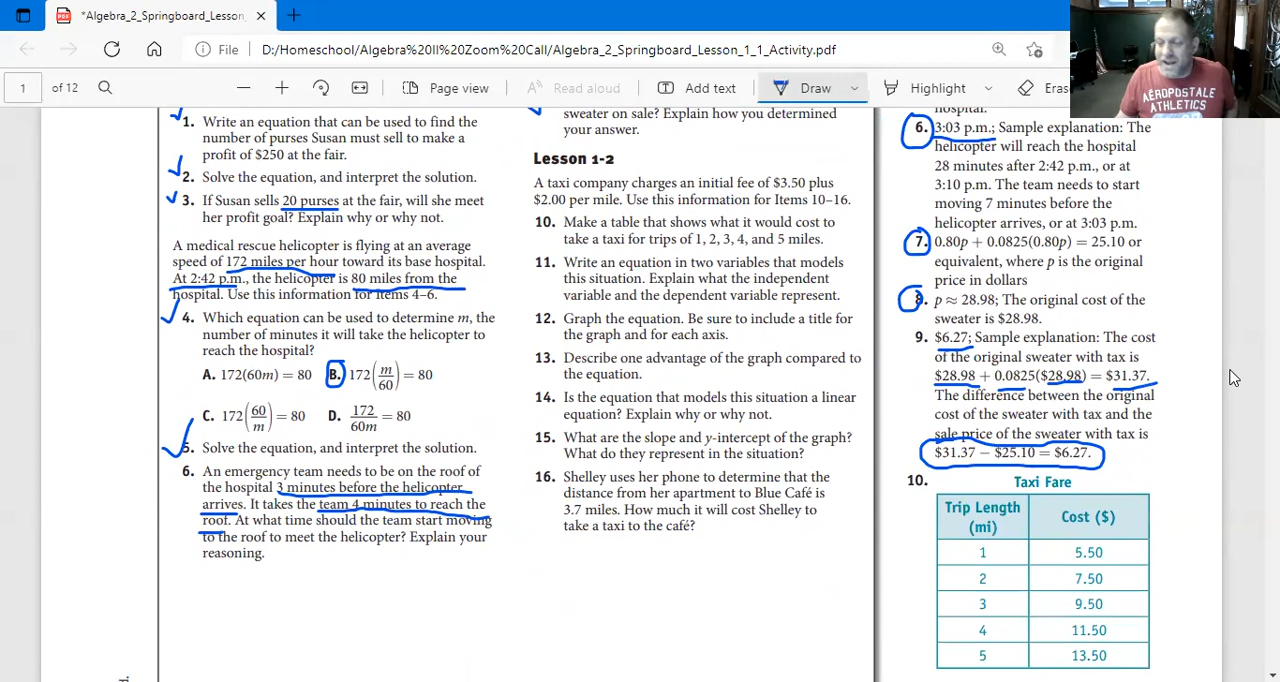 *Algebra_2_Springboard_Lesson_
File
D:/Homeschool/Algebra%20II%20Zoom%20Call/Algebra_2_Springboard_Lesson_1_1_Activity.pdf
1 of 12
Page view
Read aloud
Add text
Draw
Highlight
AÉROPOSTALE
ATHLETICS
1. Write an equation that can be used to find the
number of purses Susan must sell to make a
profit of $250 at the fair.
2. Solve the equation, and interpret the solution.
3. If Susan sells 20 purses at the fair, will she meet
her profit goal? Explain why or why not.
A medical rescue helicopter is flying at an average
speed of 172 miles per hour toward its base hospital.
At 2:42 p.m., the helicopter is 80 miles from the
hospital. Use this information for Items 4–6.
4. Which equation can be used to determine m, the
number of minutes it will take the helicopter to
reach the hospital?
A. 172(60m) = 80 B. 172(m/60) = 80
C. 172(60/m) = 80 D. 172/60m = 80
5. Solve the equation, and interpret the solution.
6. An emergency team needs to be on the roof of
the hospital 3 minutes before the helicopter
arrives. It takes the team 4 minutes to reach the
roof. At what time should the team start moving
to the roof to meet the helicopter? Explain your
reasoning.
sweater on sale? Explain how you determined
your answer.
Lesson 1-2
A taxi company charges an initial fee of $3.50 plus
$2.00 per mile. Use this information for Items 10–16.
10. Make a table that shows what it would cost to
take a taxi for trips of 1, 2, 3, 4, and 5 miles.
11. Write an equation in two variables that models
this situation. Explain what the independent
variable and the dependent variable represent.
12. Graph the equation. Be sure to include a title for
the graph and for each axis.
13. Describe one advantage of the graph compared to
the equation.
14. Is the equation that models this situation a linear
equation? Explain why or why not.
15. What are the slope and y-intercept of the graph?
What do they represent in the situation?
16. Shelley uses her phone to determine that the
distance from her apartment to Blue Café is
3.7 miles. How much it will cost Shelley to
take a taxi to the café?
hospital.
6. 3:03 p.m.; Sample explanation: The
helicopter will reach the hospital
28 minutes after 2:42 p.m., or at
3:10 p.m. The team needs to start
moving 7 minutes before the
helicopter arrives, or at 3:03 p.m.
7. 0.80p + 0.0825(0.80p) = 25.10 or
equivalent, where p is the original
price in dollars
8. p ≈ 28.98; The original cost of the
sweater is $28.98.
9. $6.27; Sample explanation: The cost
of the original sweater with tax is
$28.98 + 0.0825($28.98) = $31.37.
The difference between the original
cost of the sweater with tax and the
sale price of the sweater with tax is
$31.37 − $25.10 = $6.27.
10. Taxi Fare
Trip Length (mi) Cost ($)
1 5.50
2 7.50
3 9.50
4 11.50
5 13.50